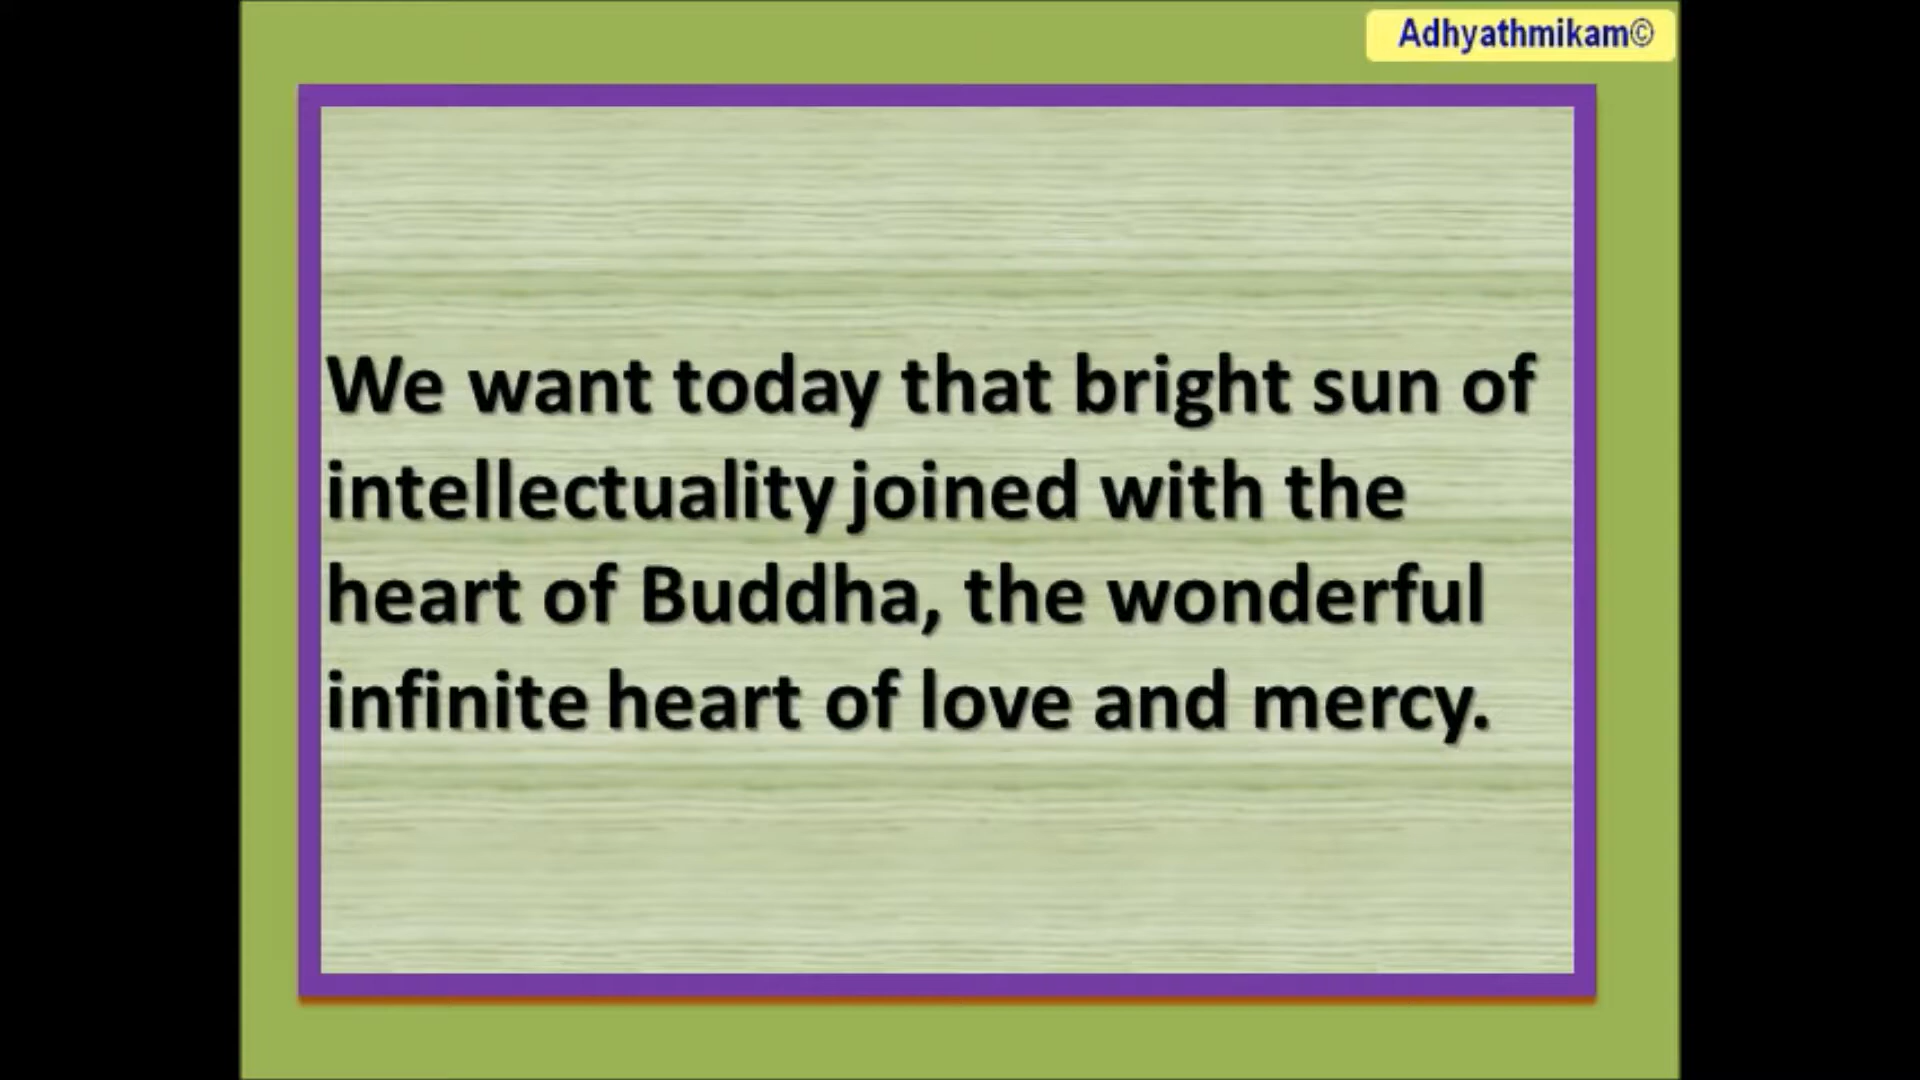 Adhyathmikam©
We want today that bright sun of
intellectuality joined with the
heart of Buddha, the wonderful
infinite heart of love and mercy.